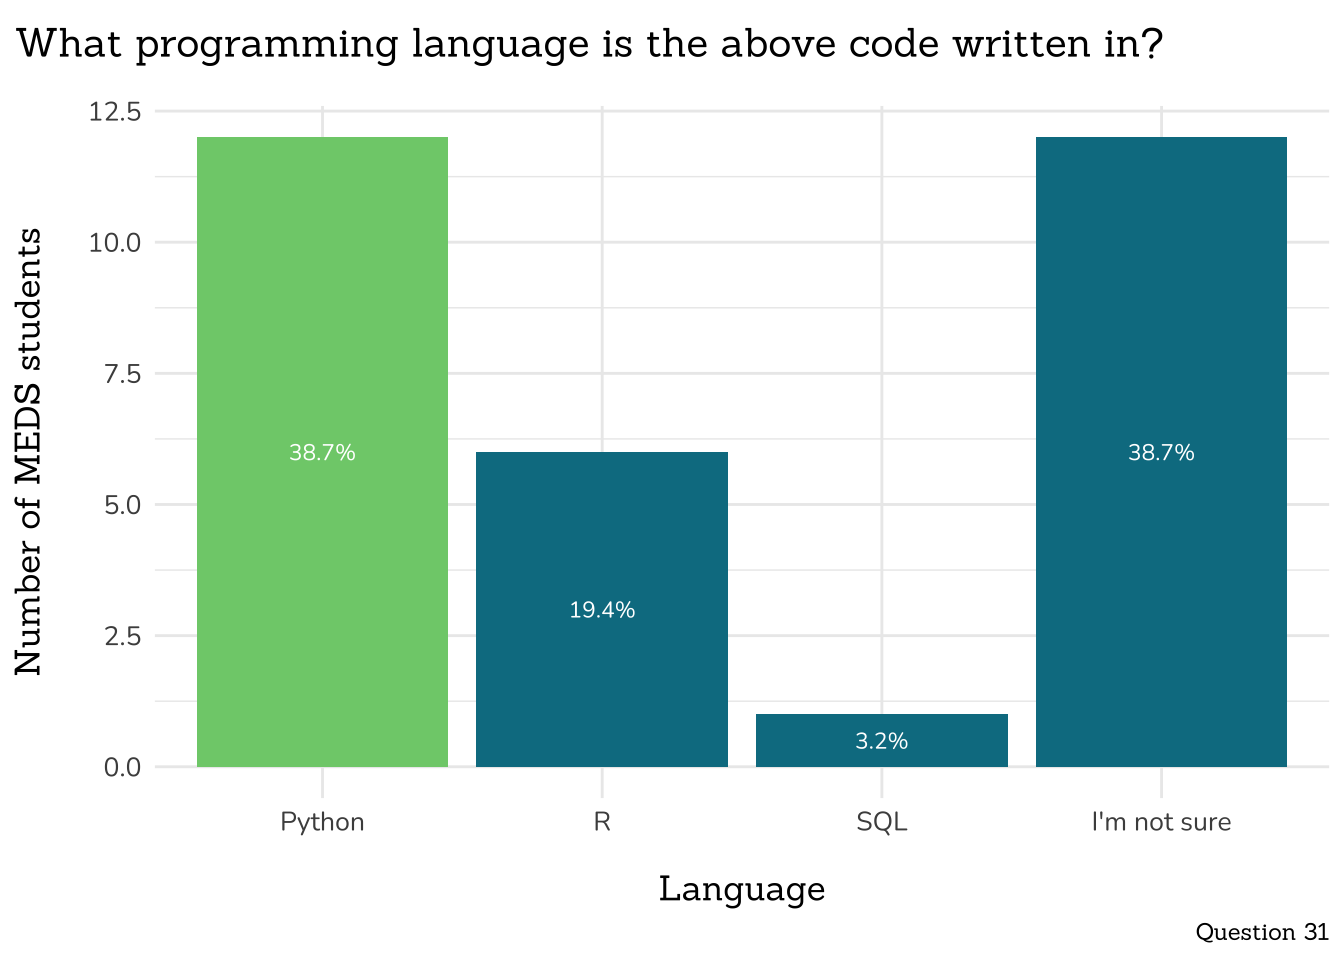 What programming language is the above code written in?
12.5
10.0
7.5
5.0
2.5
0.0
Number of MEDS students
38.7%
19.4%
3.2%
38.7%
Python R SQL I'm not sure
Language
Question 31